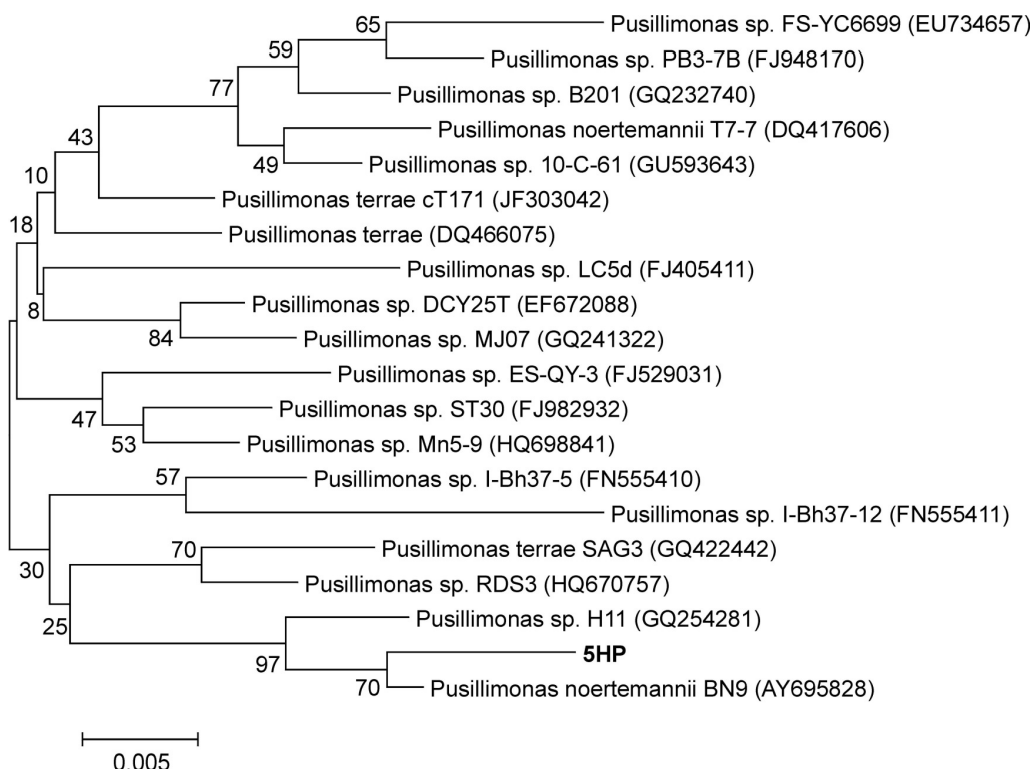 65
Pusillimonas sp. FS-YC6699 (EU734657)
59
Pusillimonas sp. PB3-7B (FJ948170)
77
Pusillimonas sp. B201 (GQ232740)
43
Pusillimonas noertemannii T7-7 (DQ417606)
49
Pusillimonas sp. 10-C-61 (GU593643)
10
Pusillimonas terrae cT171 (JF303042)
18
Pusillimonas terrae (DQ466075)
Pusillimonas sp. LC5d (FJ405411)
8
Pusillimonas sp. DCY25T (EF672088)
84
Pusillimonas sp. MJ07 (GQ241322)
Pusillimonas sp. ES-QY-3 (FJ529031)
47
Pusillimonas sp. ST30 (FJ982932)
53
Pusillimonas sp. Mn5-9 (HQ698841)
57
Pusillimonas sp. I-Bh37-5 (FN555410)
Pusillimonas sp. I-Bh37-12 (FN555411)
70
Pusillimonas terrae SAG3 (GQ422442)
30
Pusillimonas sp. RDS3 (HQ670757)
25
Pusillimonas sp. H11 (GQ254281)
97
5HP
70
Pusillimonas noertemannii BN9 (AY695828)
0.005